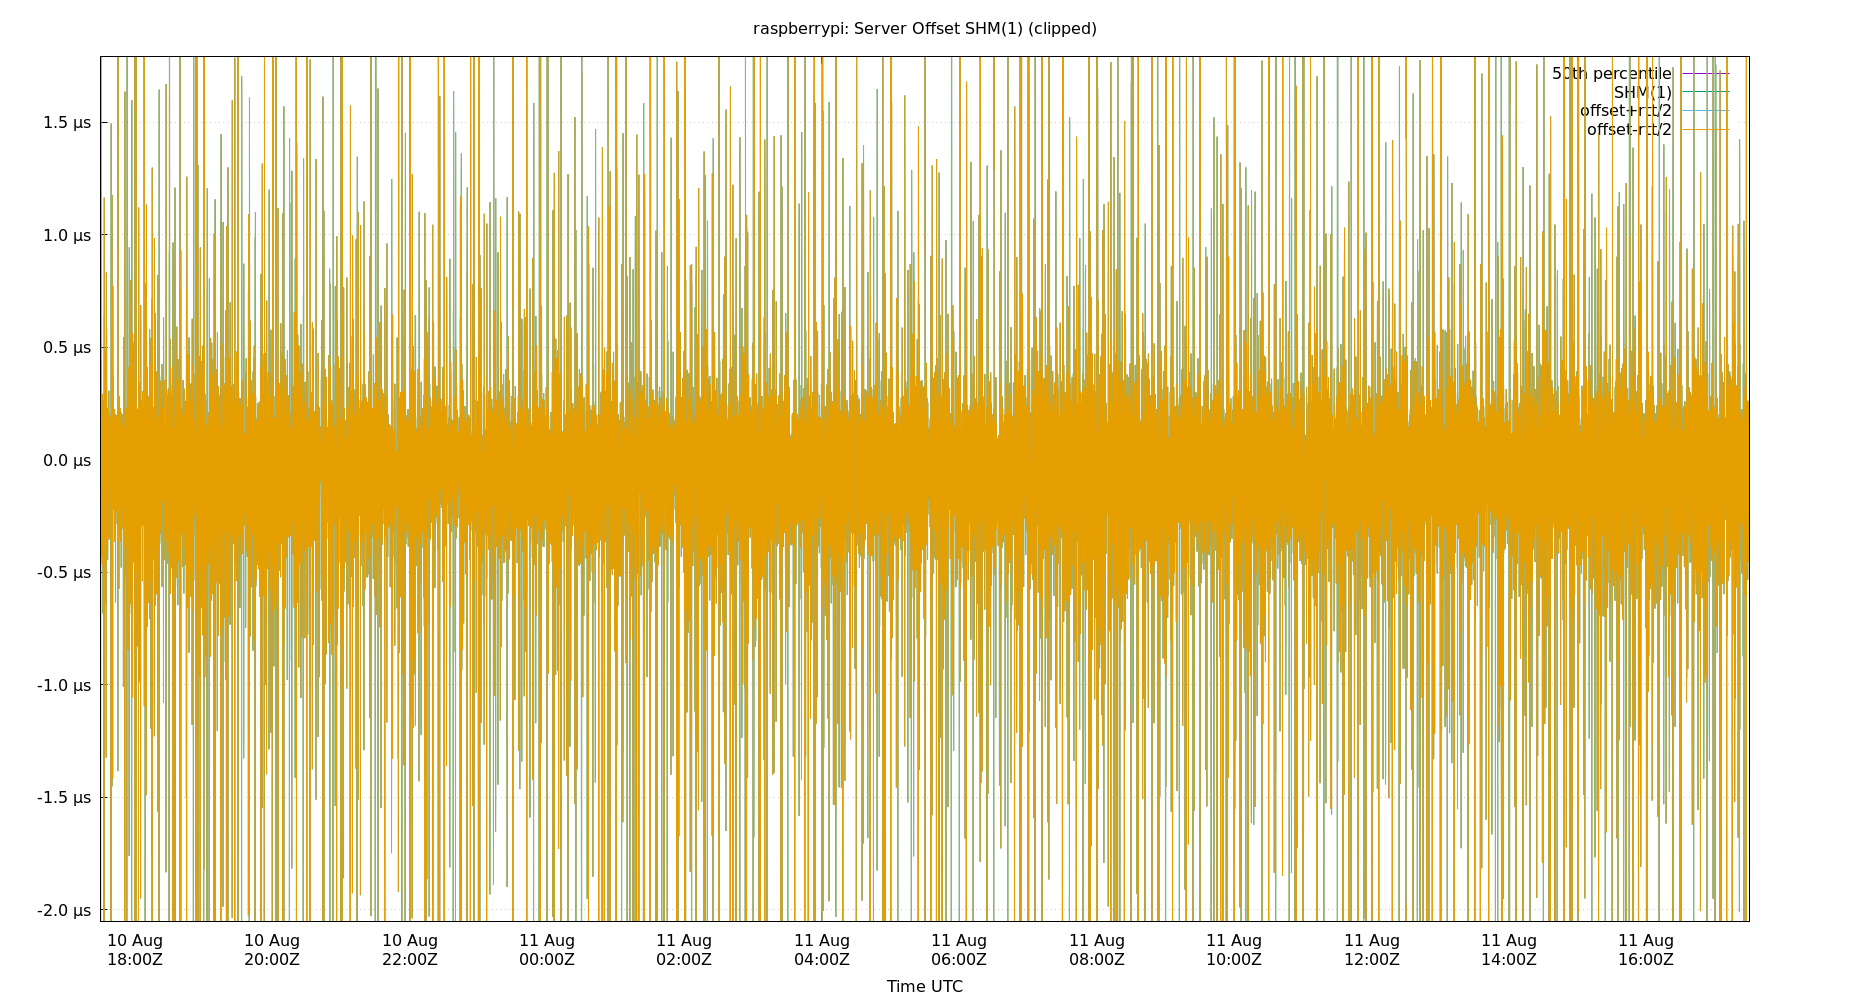 raspberrypi: Server Offset SHM(1) (clipped)
50th percentile
SHM(1)
offset+rtt/2
offset-rtt/2
1.5 µs
1.0 µs
0.5 µs
0.0 µs
-0.5 µs
-1.0 µs
-1.5 µs
-2.0 µs
10 Aug 10 Aug 10 Aug 11 Aug 11 Aug 11 Aug 11 Aug 11 Aug 11 Aug 11 Aug 11 Aug 11 Aug
18:00Z 20:00Z 22:00Z 00:00Z 02:00Z 04:00Z 06:00Z 08:00Z 10:00Z 12:00Z 14:00Z 16:00Z
Time UTC